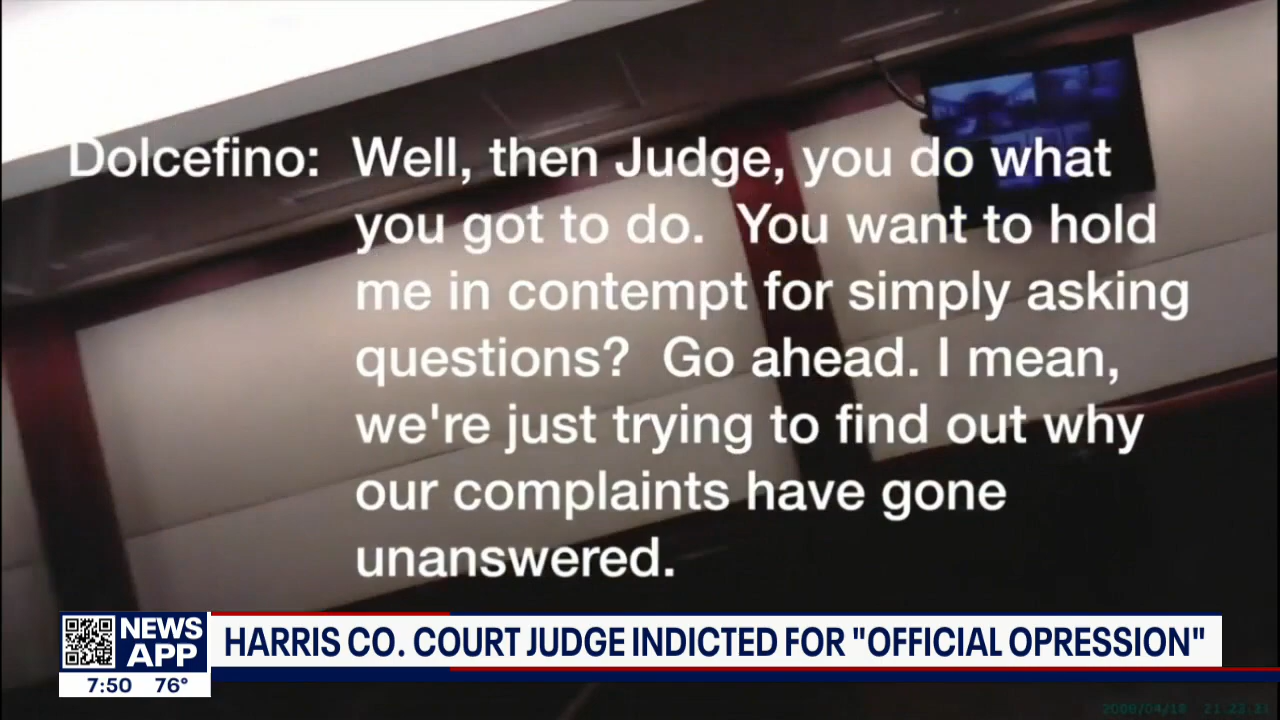 Dolcefino: Well, then Judge, you do what
you got to do. You want to hold
me in contempt for simply asking
questions? Go ahead. I mean,
we're just trying to find out why
our complaints have gone
unanswered.
NEWS
APP
HARRIS CO. COURT JUDGE INDICTED FOR "OFFICIAL OPRESSION"
7:50 76°